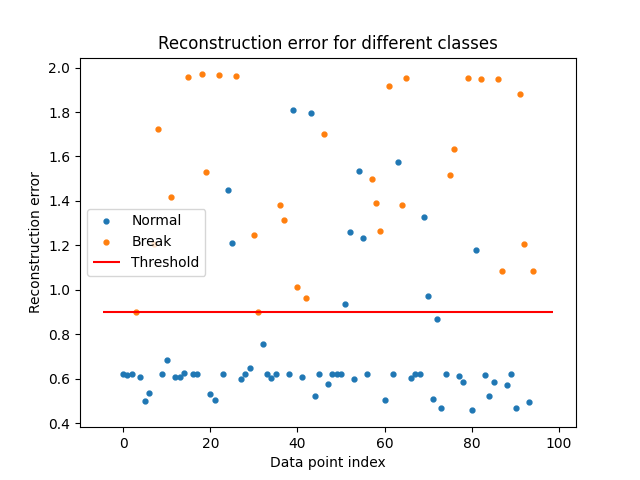 Reconstruction error for different classes
Reconstruction error
2.0
1.8
1.6
1.4
1.2
1.0
0.8
0.6
0.4
Normal
Break
Threshold
0 20 40 60 80 100
Data point index